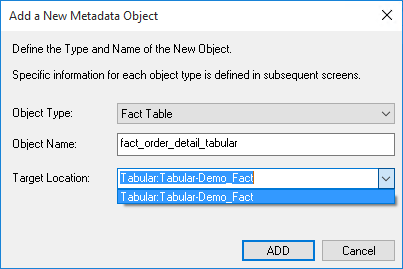 Add a New Metadata Object
Define the Type and Name of the New Object.
Specific information for each object type is defined in subsequent screens.
Object Type: Fact Table
Object Name: fact_order_detail_tabular
Target Location: Tabular:Tabular-Demo_Fact
Tabular:Tabular-Demo_Fact
ADD Cancel